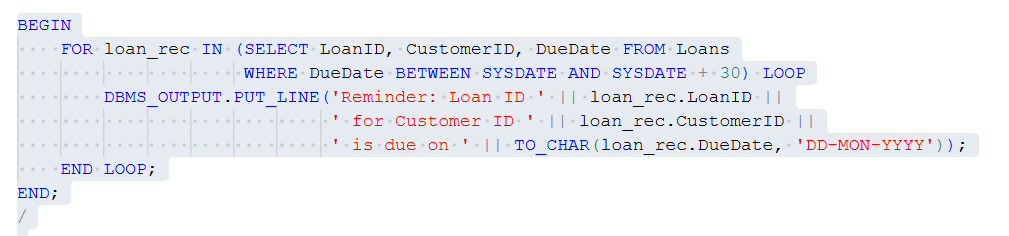 BEGIN
    FOR loan_rec IN (SELECT LoanID, CustomerID, DueDate FROM Loans
                     WHERE DueDate BETWEEN SYSDATE AND SYSDATE + 30) LOOP
        DBMS_OUTPUT.PUT_LINE('Reminder: Loan ID ' || loan_rec.LoanID ||
                             ' for Customer ID ' || loan_rec.CustomerID ||
                             ' is due on ' || TO_CHAR(loan_rec.DueDate, 'DD-MON-YYYY'));
    END LOOP;
END;
/